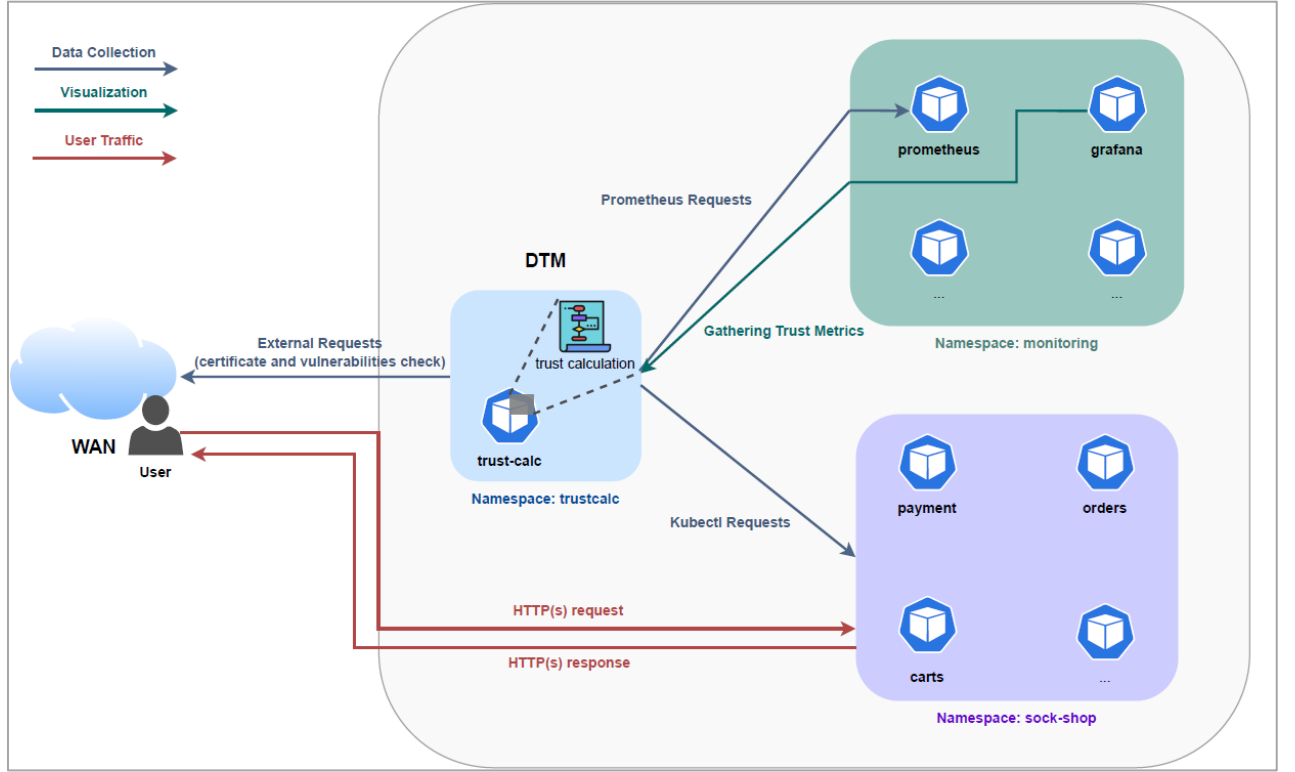 Data Collection
Visualization
User Traffic
prometheus
grafana
...
...
Namespace: monitoring
Prometheus Requests
Gathering Trust Metrics
DTM
trust calculation
trust-calc
Namespace: trustcalc
External Requests
(certificate and vulnerabilities check)
WAN
User
Kubectl Requests
payment
orders
carts
...
Namespace: sock-shop
HTTP(s) request
HTTP(s) response